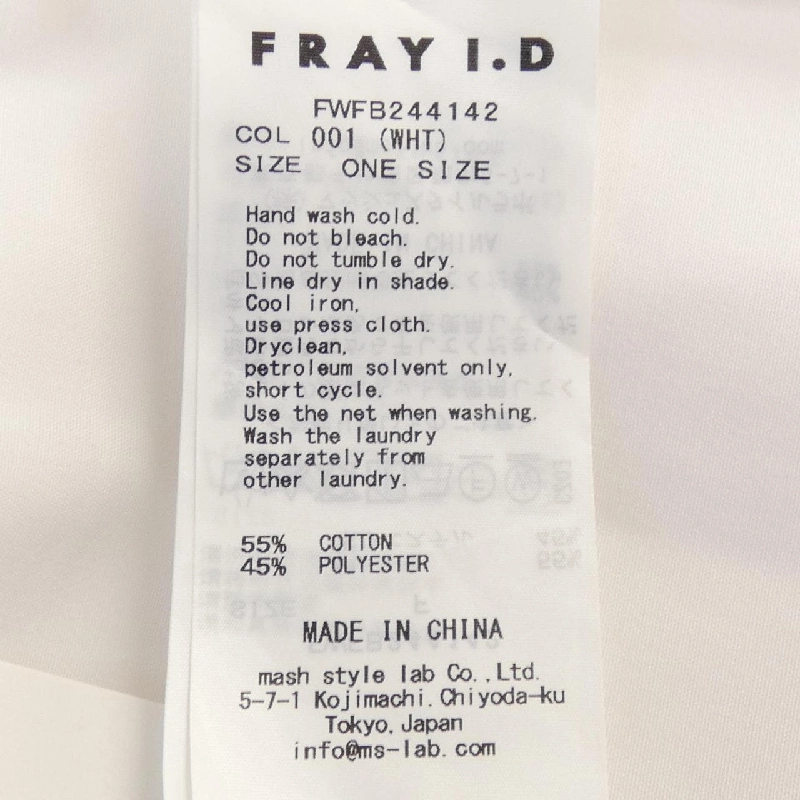 FRAY I.D
FWFB244142
COL 001 (WHT)
SIZE ONE SIZE
Hand wash cold.
Do not bleach.
Do not tumble dry.
Line dry in shade.
Cool iron,
use press cloth.
Dryclean,
petroleum solvent only,
short cycle.
Use the net when washing.
Wash the laundry
separately from
other laundry.
55% COTTON
45% POLYESTER
MADE IN CHINA
mash style lab Co.,Ltd.
5-7-1 Kojimachi.Chiyoda-ku
Tokyo,Japan
info@ms-lab.com